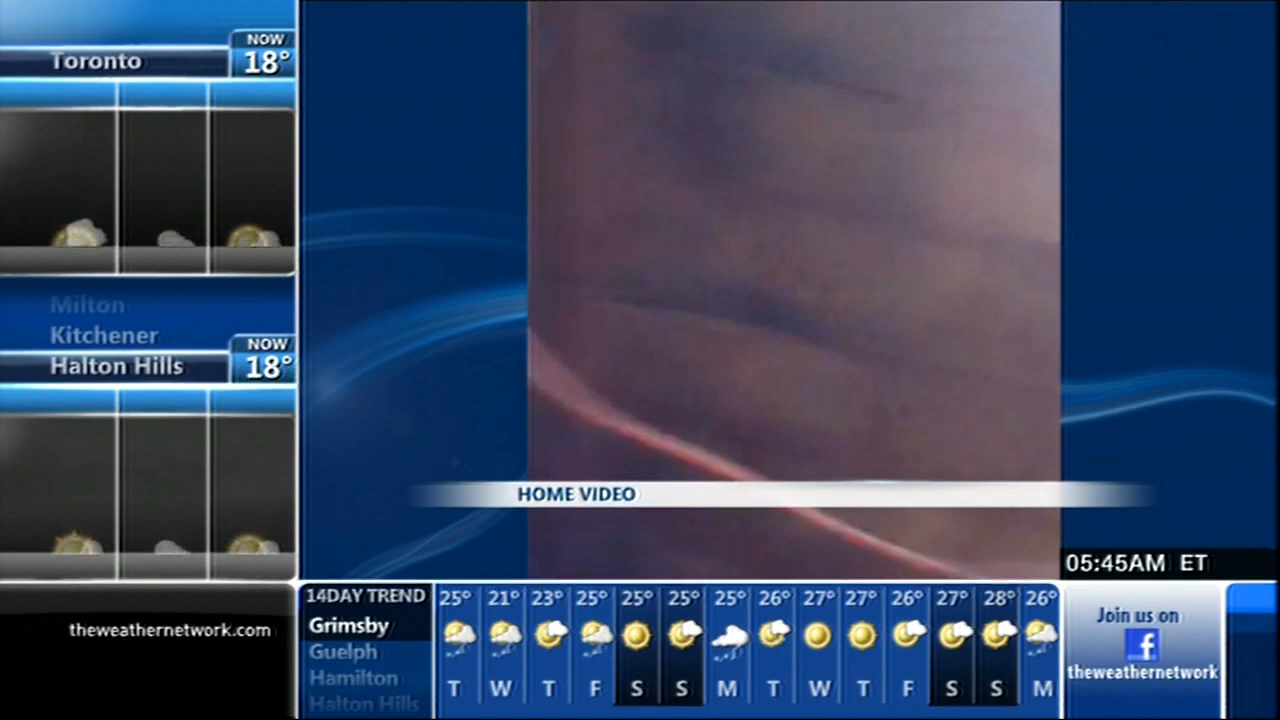 NOW
Toronto 18°
Milton
Kitchener
NOW
Halton Hills 18°
HOME VIDEO
05:45AM ET
theweathernetwork.com
14DAY TREND
Grimsby
Guelph
Hamilton
Halton Hills
25° 21° 23° 25° 25° 25° 25° 26° 27° 27° 26° 27° 28° 26°
T W T F S S M T W T F S S M
Join us on
f
theweathernetwork